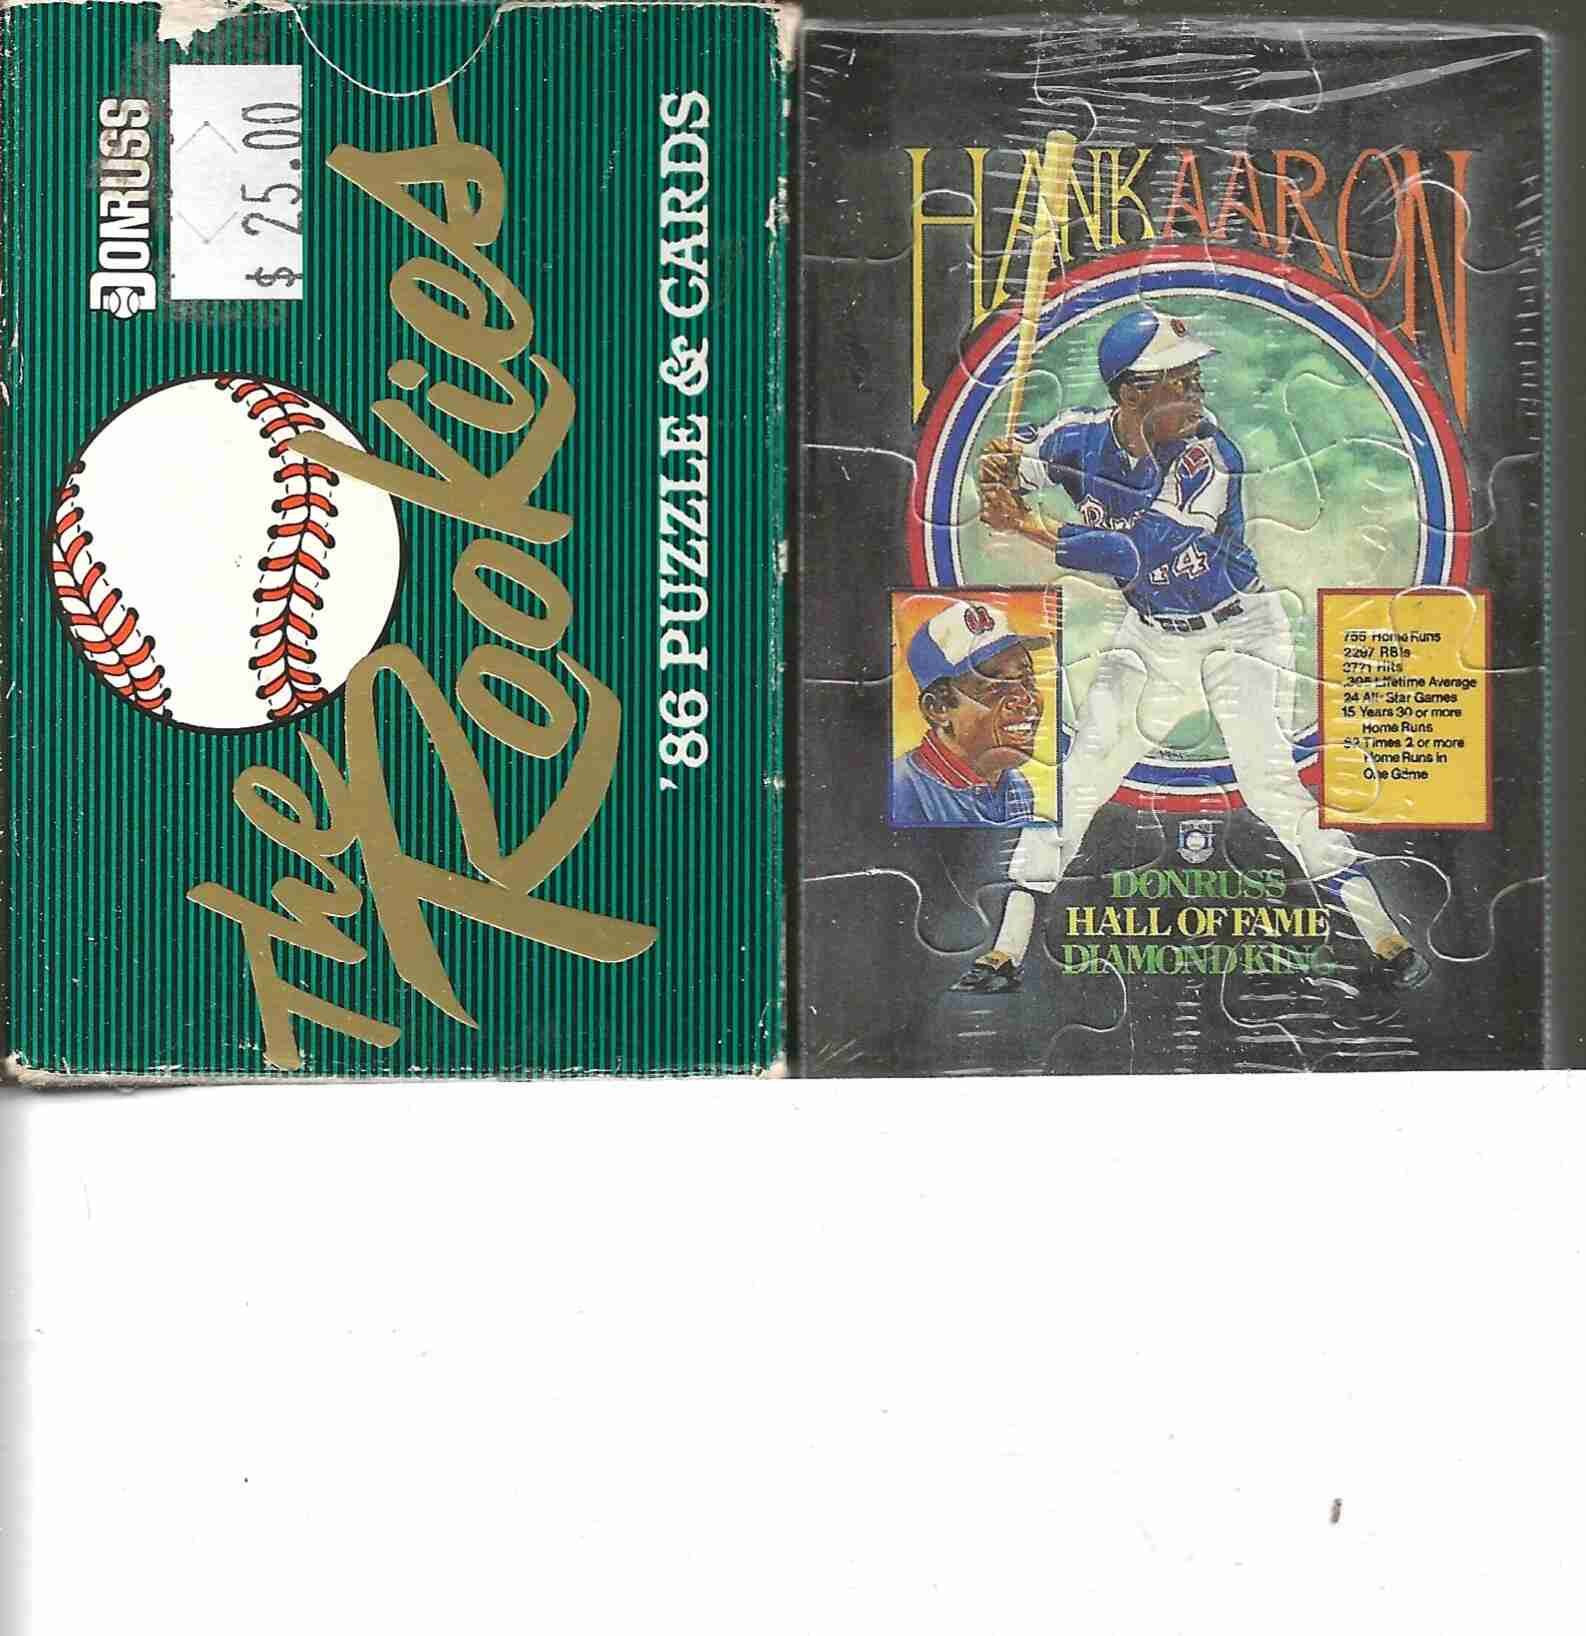 DONRUSS
$ 25.00
The Rookies
'86 PUZZLE & CARDS
HANK AARON
44
755 Home Runs
2297 RBIs
3771 Hits
Lifetime Average
24 All-Star Games
15 Years 30 or more
Home Runs
Times 2 or more
Home Runs in
One Game
DONRUSS
HALL OF FAME
DIAMOND KING